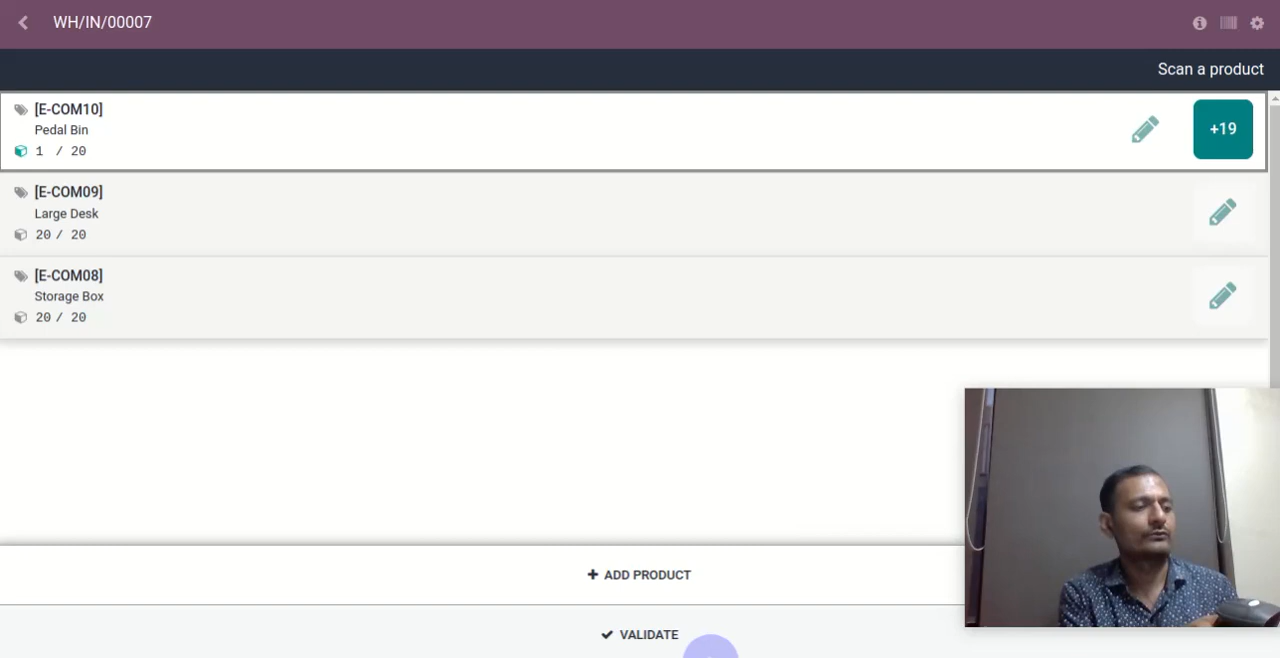 WH/IN/00007
Scan a product
[E-COM10]
Pedal Bin
1 / 20
+19
[E-COM09]
Large Desk
20 / 20
[E-COM08]
Storage Box
20 / 20
ADD PRODUCT
VALIDATE